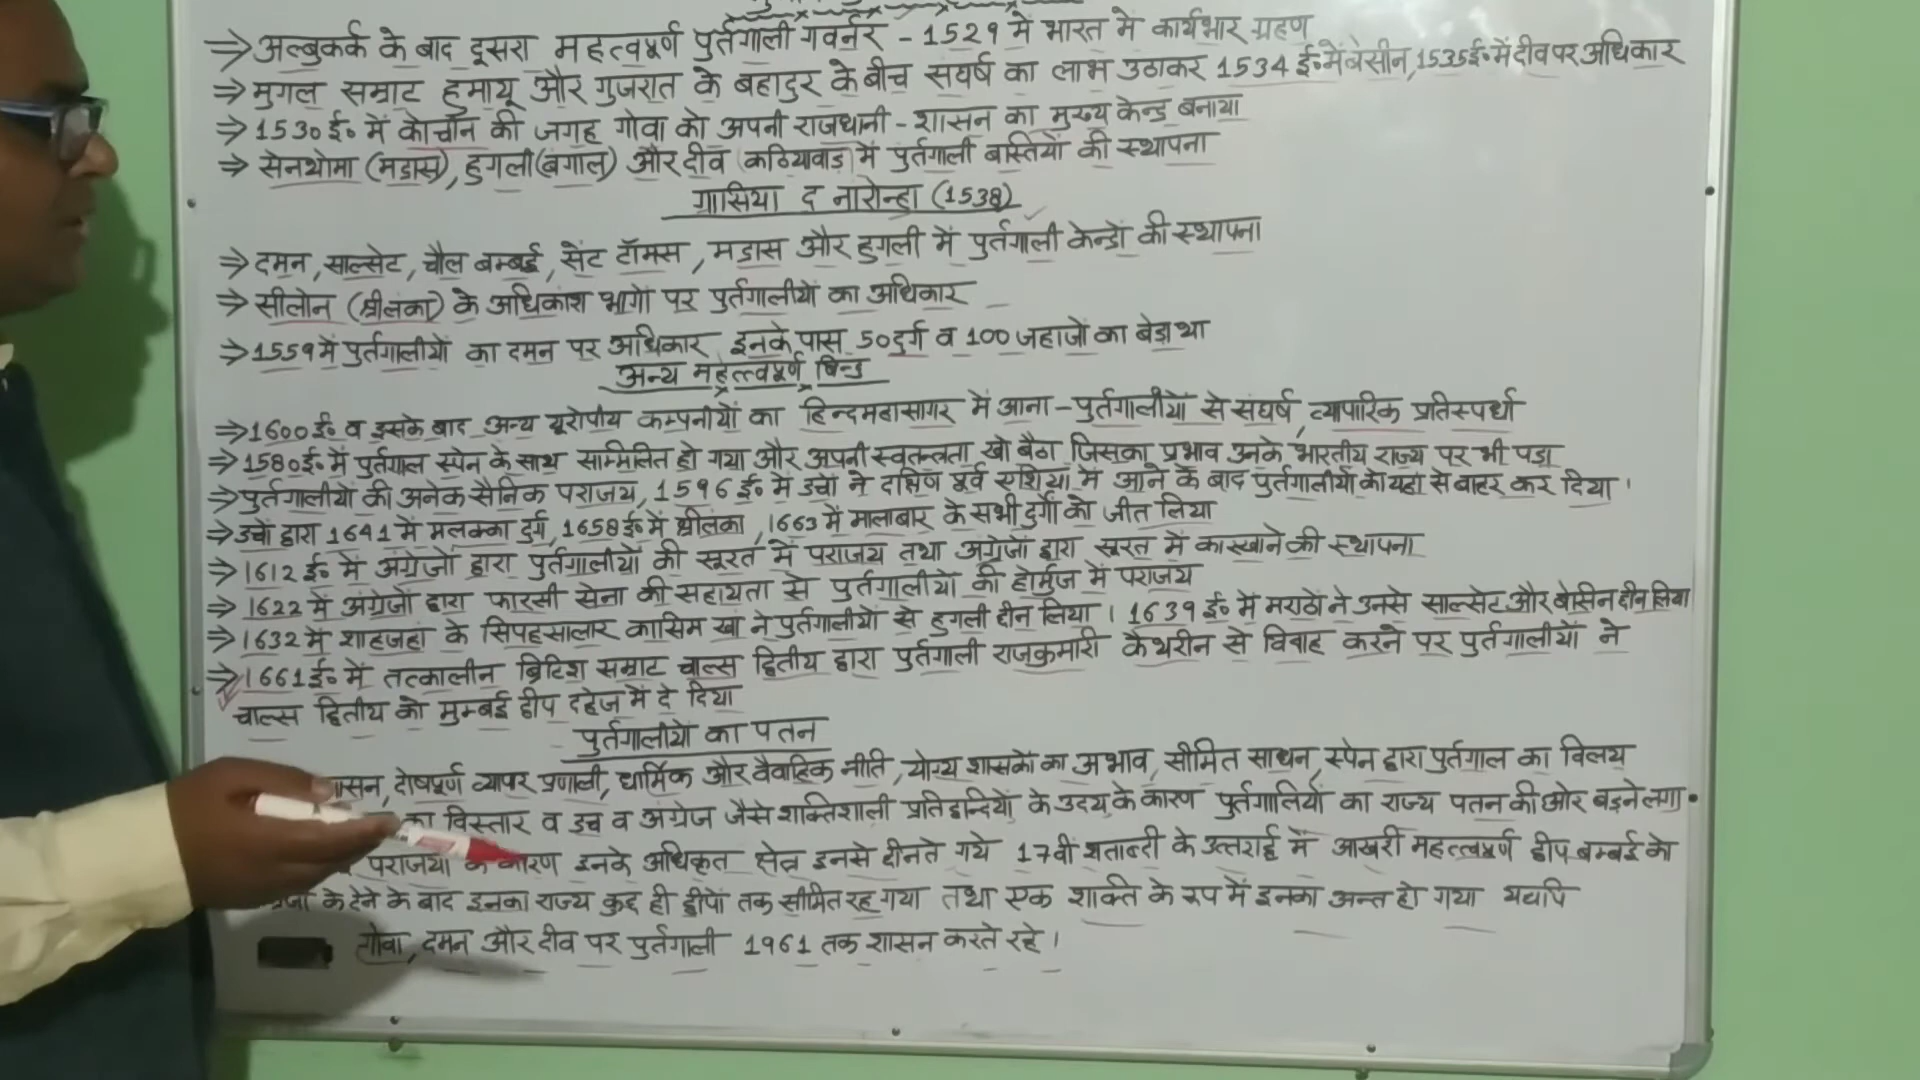 ⇒ अल्बुकर्क के बाद दूसरा महत्वपूर्ण पुर्तगाली गवर्नर - 1529 मे भारत मे कार्यभार ग्रहण
⇒ मुगल सम्राट हुमायू और गुजरात के बहादुर के बीच संघर्ष का लाभ उठाकर 1534 ई० में बेसीन, 1535 ई० में दीव पर अधिकार
⇒ 1530 ई० में कोचीन की जगह गोवा को अपनी राजधानी - शासन का मुख्य केन्द्र बनाया
⇒ सेनथोमा (मद्रास), हुगली (बंगाल) और दीव (कठियावाड़) में पुर्तगाली बस्तियों की स्थापना
गार्सिया द नोरोन्हा (1538)
⇒ दमन, साल्सेट, चौल बम्बई, सेंट टॉमस, मद्रास और हुगली में पुर्तगाली केन्द्रों की स्थापना
⇒ सीलोन (श्रीलंका) के अधिकांश भागो पर पुर्तगालीयों का अधिकार
⇒ 1559 में पुर्तगालीयों का दमन पर अधिकार इनके पास 50 दुर्ग व 100 जहाजो का बेड़ा था
अन्य महत्त्वपूर्ण बिन्दु
⇒ 1600 ई० व इसके बाद अन्य यूरोपीय कम्पनीयों का हिन्दमहासागर में आना - पुर्तगालीयों से संघर्ष, व्यापारिक प्रतिस्पर्धा
⇒ 1580 ई० में पुर्तगाल स्पेन के साथ सम्मिलित हो गया और अपनी स्वतन्त्रता खो बैठा जिसका प्रभाव उनके भारतीय राज्य पर भी पड़ा
⇒ पुर्तगालीयों की अनेक सैनिक पराजय, 1596 ई० में डचों ने दक्षिण पूर्व एशिया में आने के बाद पुर्तगालीयों को यहा से बाहर कर दिया।
⇒ डचों द्वारा 1641 में मलक्का दुर्ग, 1658 ई० में श्रीलंका, 1663 में मालाबार के सभी दुर्गो को जीत लिया
⇒ 1612 ई० में अंग्रेजों द्वारा पुर्तगालीयों की सूरत में पराजय तथा अंग्रेजों द्वारा सूरत में कारखाने की स्थापना
⇒ 1622 में अंग्रेजों द्वारा फारसी सेना की सहायता से पुर्तगालीयों की होर्मुज में पराजय
⇒ 1632 में शाहजहां के सिपहसालार कासिम खां ने पुर्तगालीयों से हुगली छीन लिया। 1639 ई० में मराठों ने उनसे साल्सेट और बेसिन छीन लिया
⇒ 1661 ई० में तत्कालीन ब्रिटिश सम्राट चार्ल्स द्वितीय द्वारा पुर्तगाली राजकुमारी कैथरीन से विवाह करने पर पुर्तगालीयों ने
चार्ल्स द्वितीय को मुम्बई द्वीप दहेज में दे दिया
पुर्तगालीयों का पतन
दोषपूर्ण व्यापर प्रणाली, धार्मिक और वैवाहिक नीति, योग्य शासकों का अभाव, सीमित साधन, स्पेन द्वारा पुर्तगाल का विलय
का विस्तार व डच व अंग्रेज जैसे शक्तिशाली प्रतिद्वन्दियों के उदय के कारण पुर्तगालियों का राज्य पतन की ओर बढ़ने लगा
पराजयो के कारण इनके अधिकृत क्षेत्र इनसे छीनते गये 17वीं शताब्दी के उत्तरार्द्ध में आखरी महत्त्वपूर्ण द्वीप बम्बई को
के देने के बाद इनका राज्य कुछ ही द्वीपों तक सीमित रह गया तथा एक शक्ति के रूप में इनका अन्त हो गया यद्यपि
गोवा, दमन और दीव पर पुर्तगाली 1961 तक शासन करते रहे।